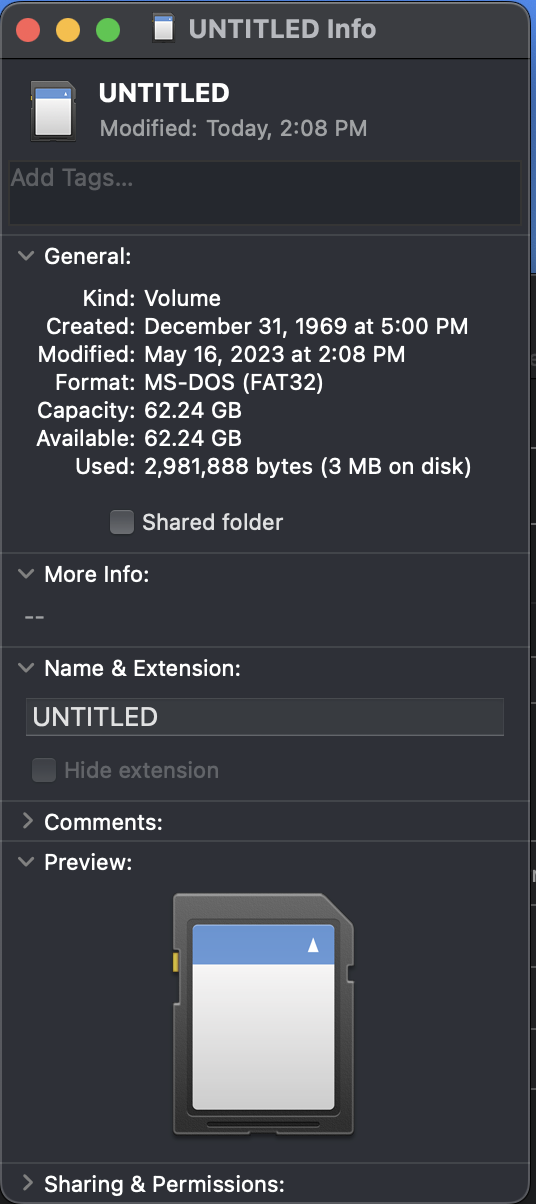 UNTITLED Info
UNTITLED
Modified: Today, 2:08 PM
Add Tags...
General:
Kind: Volume
Created: December 31, 1969 at 5:00 PM
Modified: May 16, 2023 at 2:08 PM
Format: MS-DOS (FAT32)
Capacity: 62.24 GB
Available: 62.24 GB
Used: 2,981,888 bytes (3 MB on disk)
Shared folder
More Info:
--
Name & Extension:
UNTITLED
Hide extension
Comments:
Preview:
Sharing & Permissions: